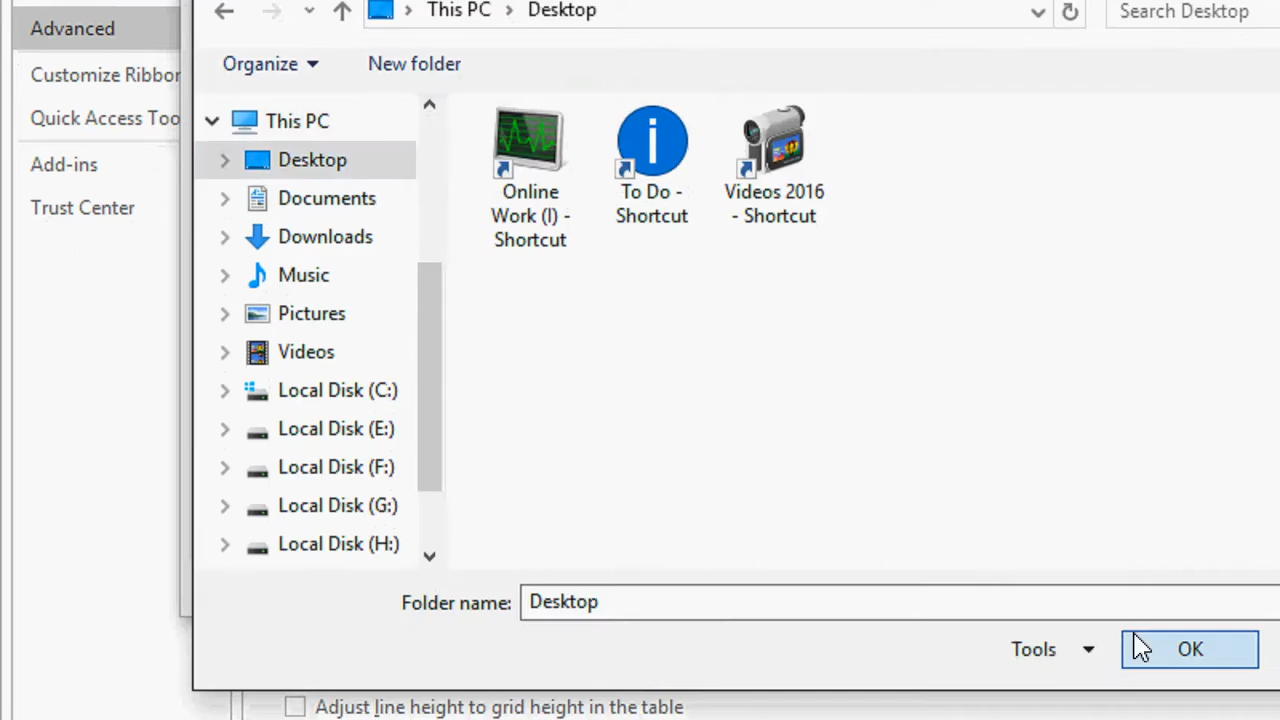 Advanced
Customize Ribbon
Quick Access Too
Add-ins
Trust Center
This PC > Desktop
Search Desktop
Organize
New folder
This PC
Desktop
Documents
Downloads
Music
Pictures
Videos
Local Disk (C:)
Local Disk (E:)
Local Disk (F:)
Local Disk (G:)
Local Disk (H:)
Online
Work (I) -
Shortcut
To Do -
Shortcut
Videos 2016
- Shortcut
Folder name: Desktop
Tools
OK
Adjust line height to grid height in the table